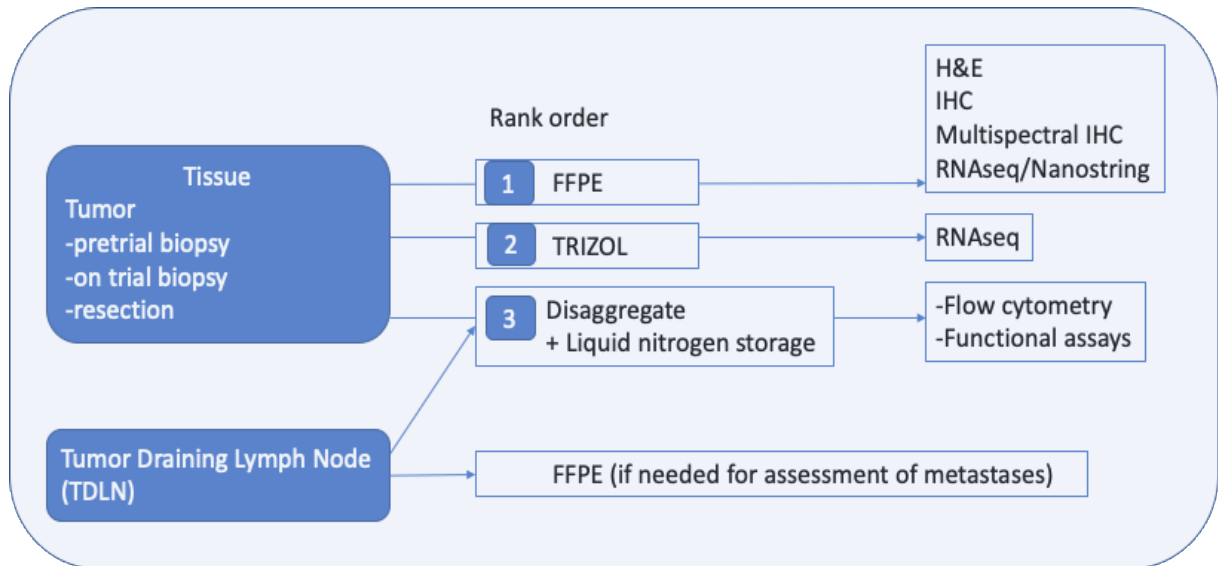 Rank order
Tissue
Tumor
-pretrial biopsy
-on trial biopsy
-resection
1 FFPE
H&E
IHC
Multispectral IHC
RNAseq/Nanostring
2 TRIZOL
RNAseq
3 Disaggregate
+ Liquid nitrogen storage
-Flow cytometry
-Functional assays
Tumor Draining Lymph Node
(TDLN)
FFPE (if needed for assessment of metastases)